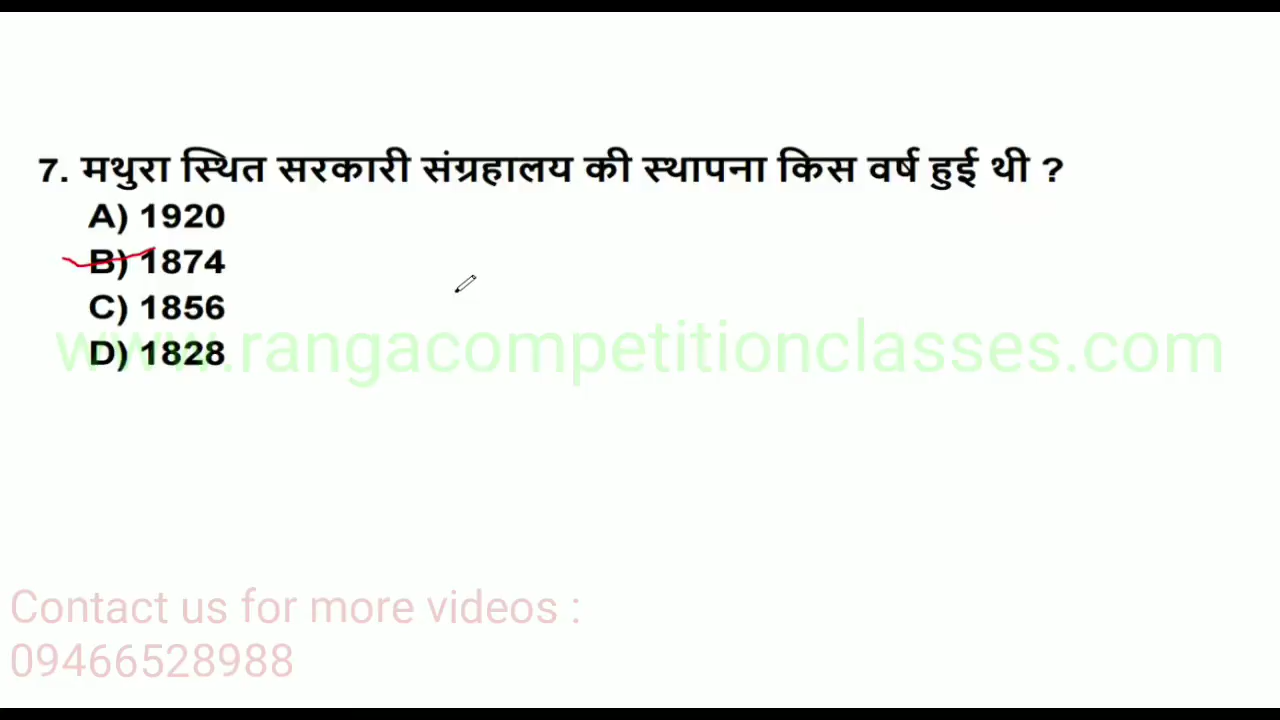 7. मथुरा स्थित सरकारी संग्रहालय की स्थापना किस वर्ष हुई थी ?
A) 1920
B) 1874
C) 1856
www.rangacompetitionclasses.com
D) 1828
Contact us for more videos :
09466528988